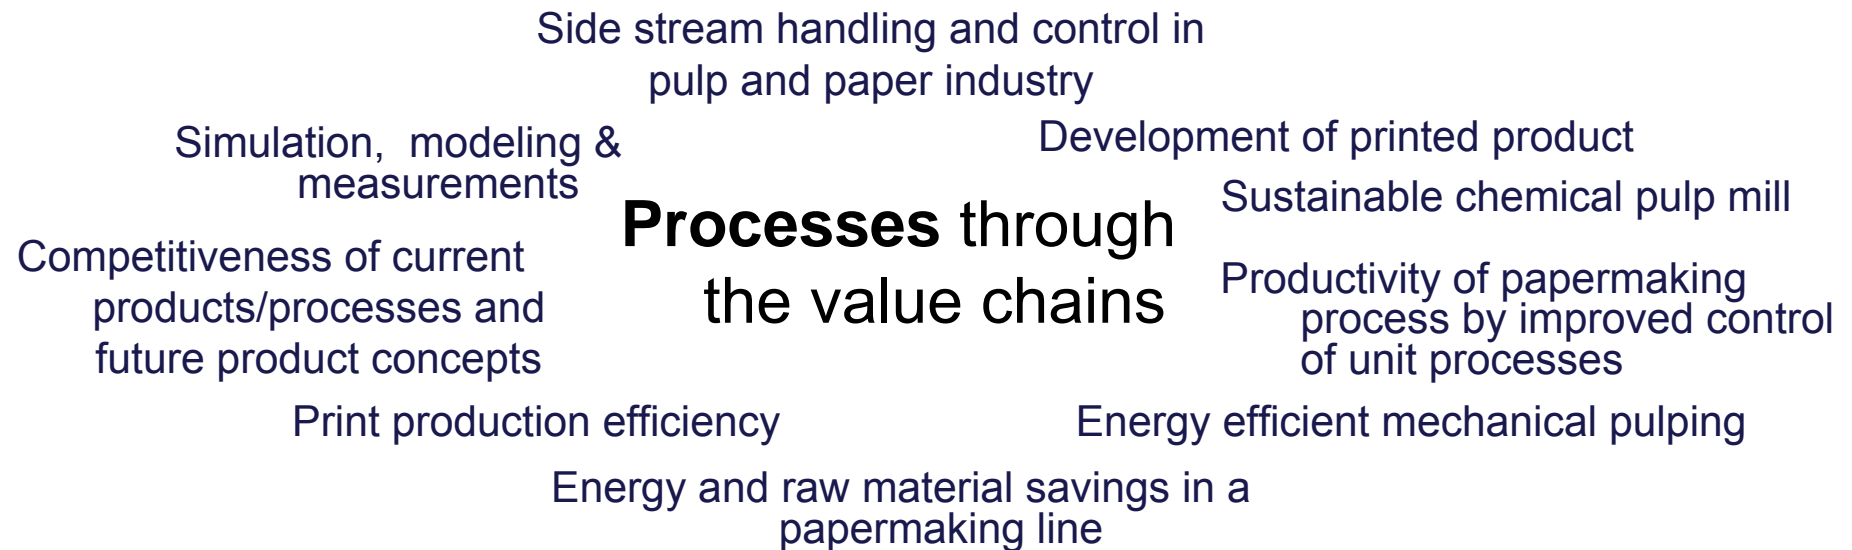 Side stream handling and control in
pulp and paper industry
Simulation,  modeling &
measurements
Development of printed product
Sustainable chemical pulp mill
Processes through
the value chains
Competitiveness of current
products/processes and
future product concepts
Productivity of papermaking
process by improved control
of unit processes
Print production efficiency
Energy efficient mechanical pulping
Energy and raw material savings in a
papermaking line